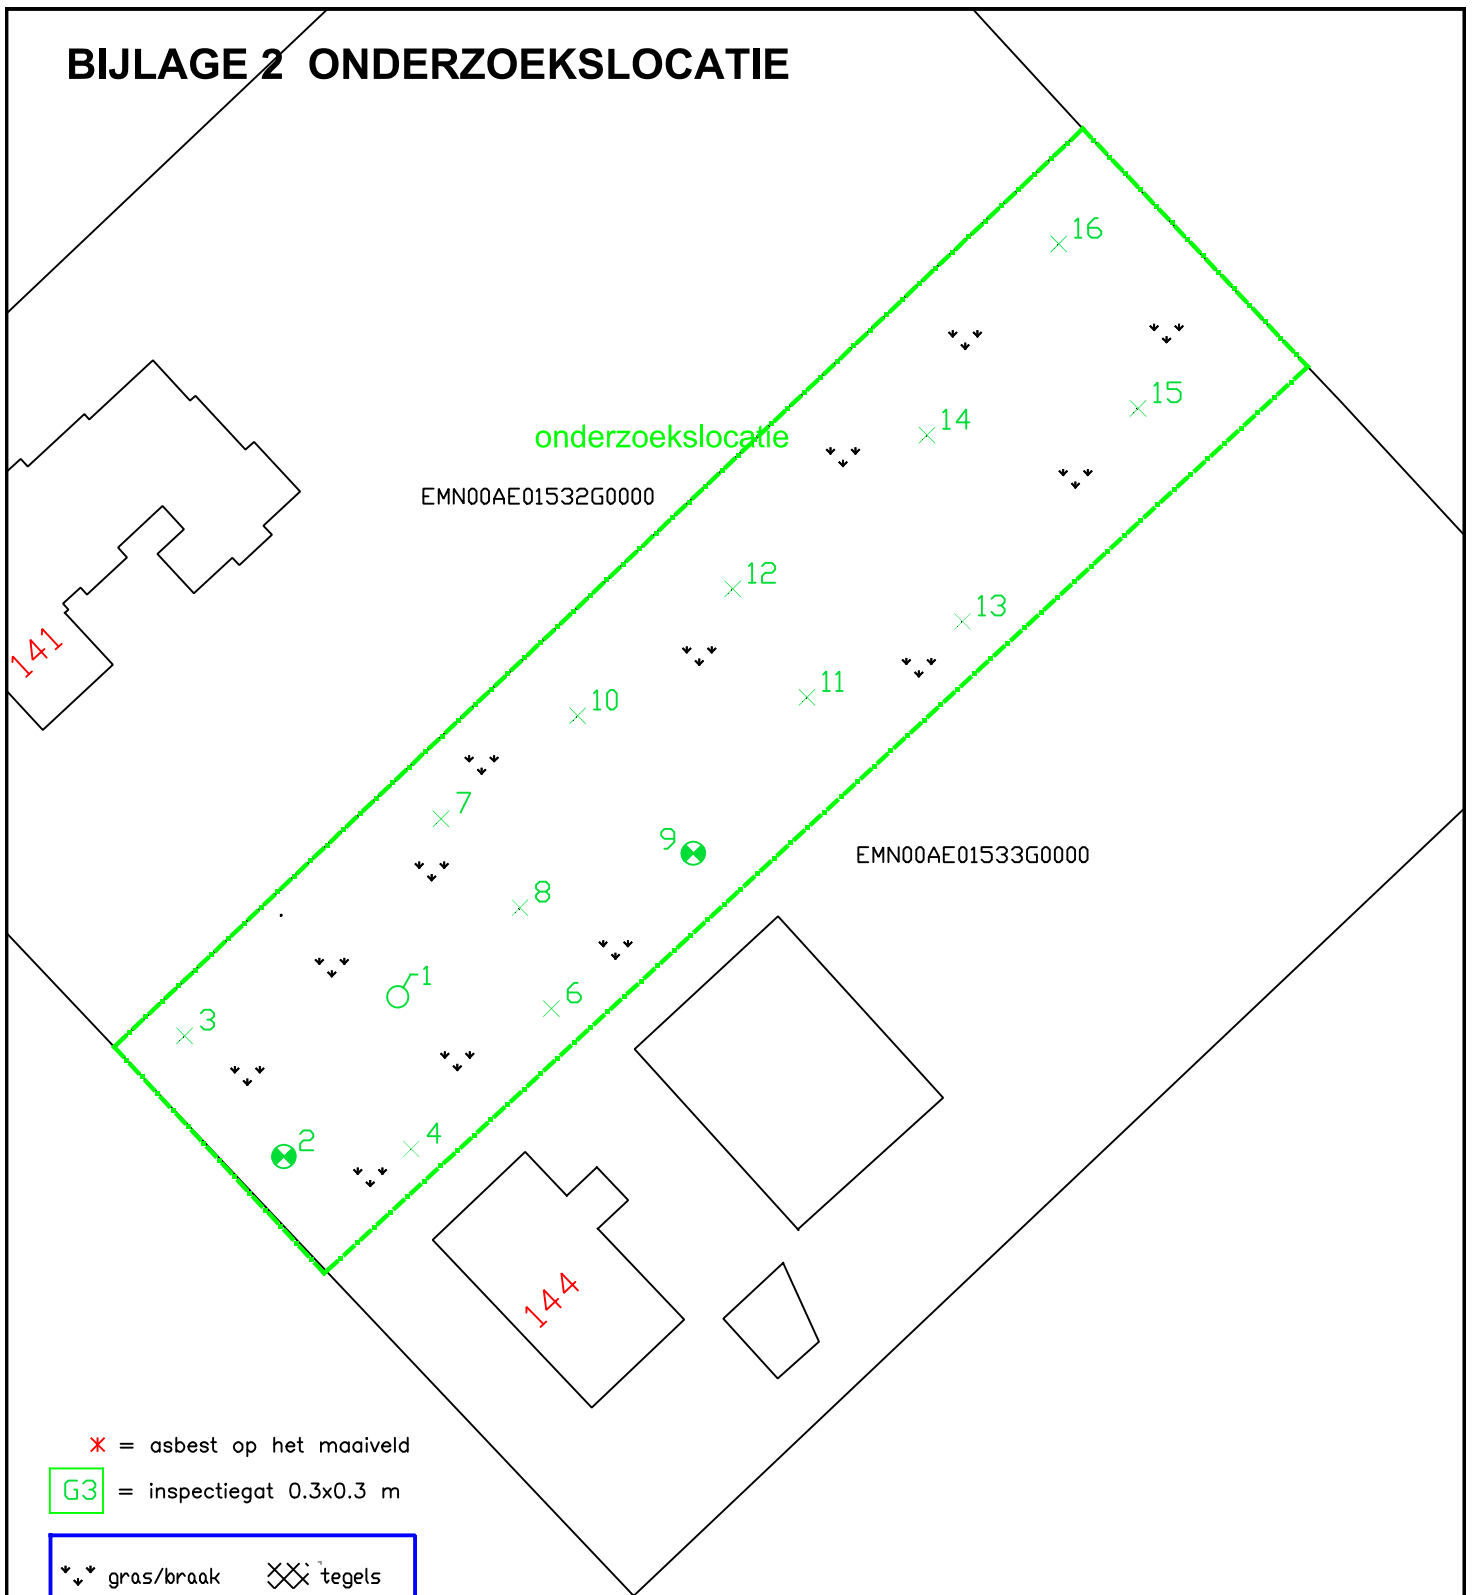 BIJLAGE 2 ONDERZOEKSLOCATIE
16
15
onderzoekslocatie
14
EMN00AE01532G0000
12
13
141
11
10
7
9
EMN00AE01533G0000
8
1
6
3
4
2
144
= asbest op het maaiveld
G3 = inspectiegat 0.3x0.3 m
gras/braak tegels